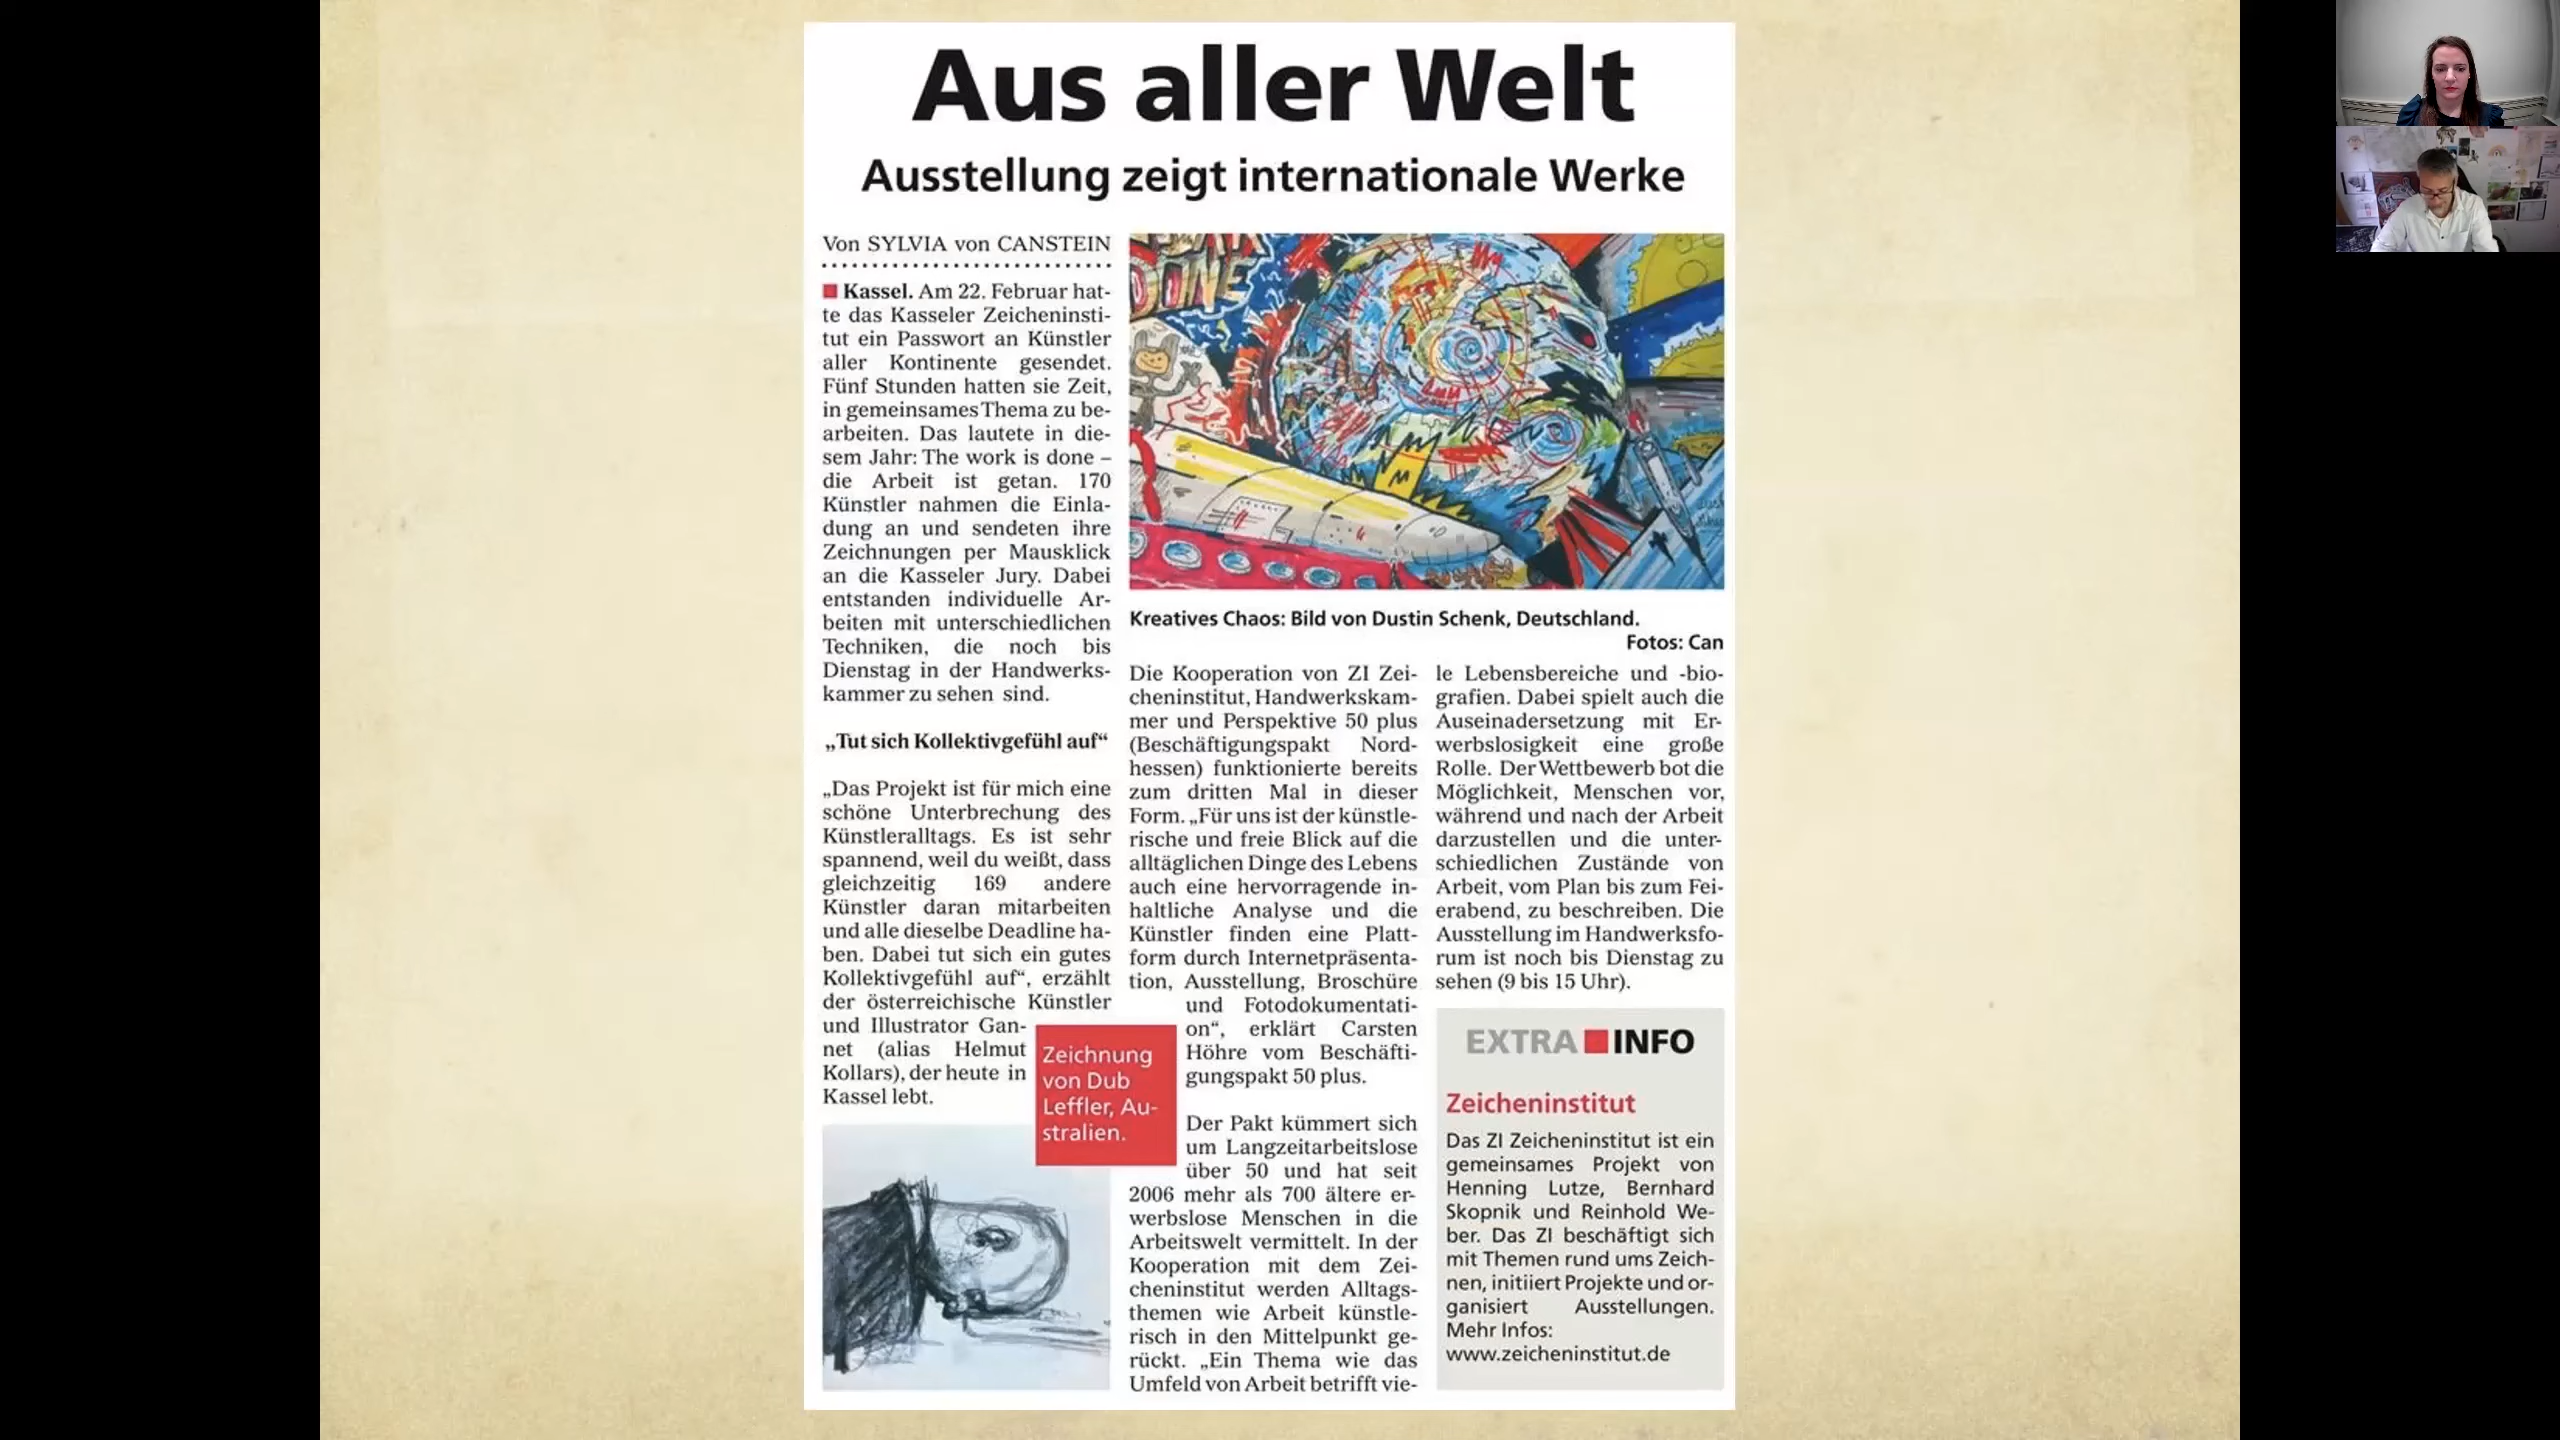 Aus aller Welt
Ausstellung zeigt internationale Werke
Von SYLVIA von CANSTEIN
Kassel. Am 22. Februar hat-
te das Kasseler Zeicheninsti-
tut ein Passwort an Künstler
aller Kontinente gesendet.
Fünf Stunden hatten sie Zeit,
in gemeinsames Thema zu be-
arbeiten. Das lautete in die-
sem Jahr: The work is done –
die Arbeit ist getan. 170
Künstler nahmen die Einla-
dung an und sendeten ihre
Zeichnungen per Mausklick
an die Kasseler Jury. Dabei
entstanden individuelle Ar-
beiten mit unterschiedlichen
Techniken, die noch bis
Dienstag in der Handwerks-
kammer zu sehen sind.
„Tut sich Kollektivgefühl auf“
„Das Projekt ist für mich eine
schöne Unterbrechung des
Künstleralltags. Es ist sehr
spannend, weil du weißt, dass
gleichzeitig 169 andere
Künstler daran mitarbeiten
und alle dieselbe Deadline ha-
ben. Dabei tut sich ein gutes
Kollektivgefühl auf“, erzählt
der österreichische Künstler
und Illustrator Gan-
net (alias Helmut
Kollars), der heute in
Kassel lebt.
Zeichnung
von Dub
Leffler, Au-
stralien.
DONE
Kreatives Chaos: Bild von Dustin Schenk, Deutschland.
Fotos: Can
Die Kooperation von ZI Zei-
cheninstitut, Handwerkskam-
mer und Perspektive 50 plus
(Beschäftigungspakt Nord-
hessen) funktionierte bereits
zum dritten Mal in dieser
Form. „Für uns ist der künstle-
rische und freie Blick auf die
alltäglichen Dinge des Lebens
auch eine hervorragende in-
haltliche Analyse und die
Künstler finden eine Platt-
form durch Internetpräsenta-
tion, Ausstellung, Broschüre
und Fotodokumentati-
on“, erklärt Carsten
Höhre vom Beschäfti-
gungspakt 50 plus.
Der Pakt kümmert sich
um Langzeitarbeitslose
über 50 und hat seit
2006 mehr als 700 ältere er-
werbslose Menschen in die
Arbeitswelt vermittelt. In der
Kooperation mit dem Zei-
cheninstitut werden Alltags-
themen wie Arbeit künstle-
risch in den Mittelpunkt ge-
rückt. „Ein Thema wie das
Umfeld von Arbeit betrifft vie-
le Lebensbereiche und -bio-
grafien. Dabei spielt auch die
Auseinadersetzung mit Er-
werbslosigkeit eine große
Rolle. Der Wettbewerb bot die
Möglichkeit, Menschen vor,
während und nach der Arbeit
darzustellen und die unter-
schiedlichen Zustände von
Arbeit, vom Plan bis zum Fei-
erabend, zu beschreiben. Die
Ausstellung im Handwerksfo-
rum ist noch bis Dienstag zu
sehen (9 bis 15 Uhr).
EXTRA INFO
Zeicheninstitut
Das ZI Zeicheninstitut ist ein
gemeinsames Projekt von
Henning Lutze, Bernhard
Skopnik und Reinhold We-
ber. Das ZI beschäftigt sich
mit Themen rund ums Zeich-
nen, initiiert Projekte und or-
ganisiert Ausstellungen.
Mehr Infos:
www.zeicheninstitut.de